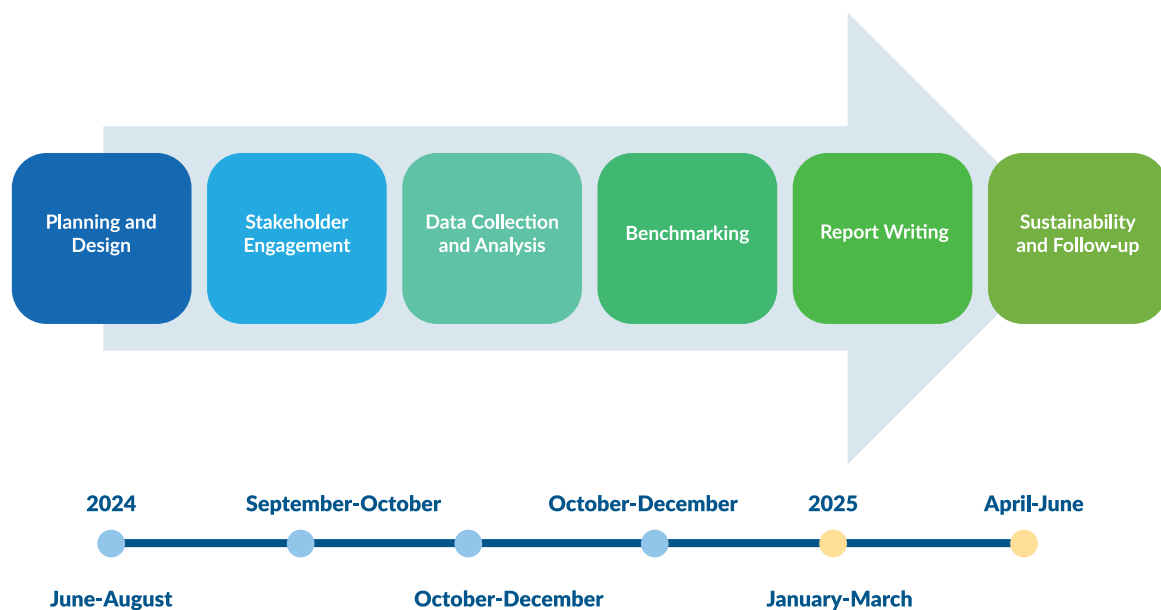 Planning and
Design
Stakeholder
Engagement
Data Collection
and Analysis
Benchmarking
Report Writing
Sustainability
and Follow-up
2024
September-October
October-December
2025
April-June
June-August
October-December
January-March